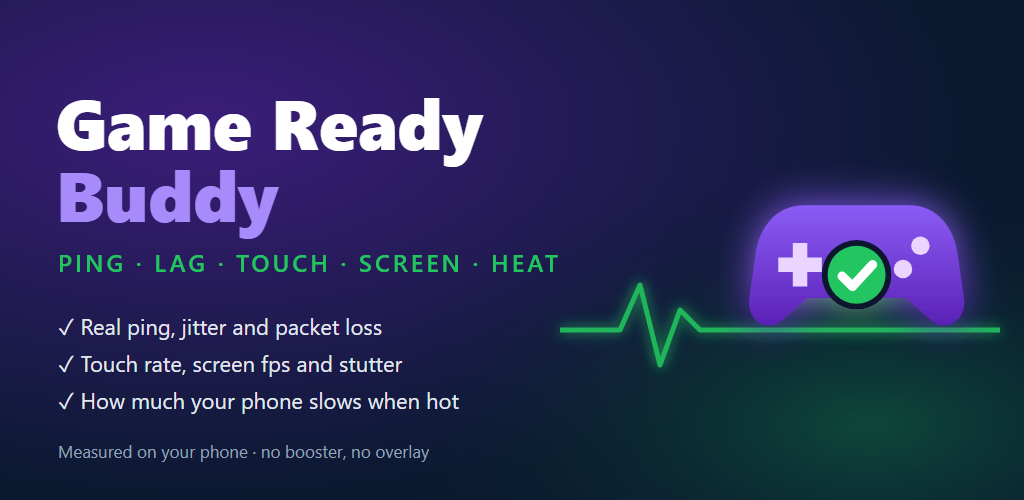 Game Ready
Buddy
PING · LAG · TOUCH · SCREEN · HEAT
✓ Real ping, jitter and packet loss
✓ Touch rate, screen fps and stutter
✓ How much your phone slows when hot
Measured on your phone · no booster, no overlay